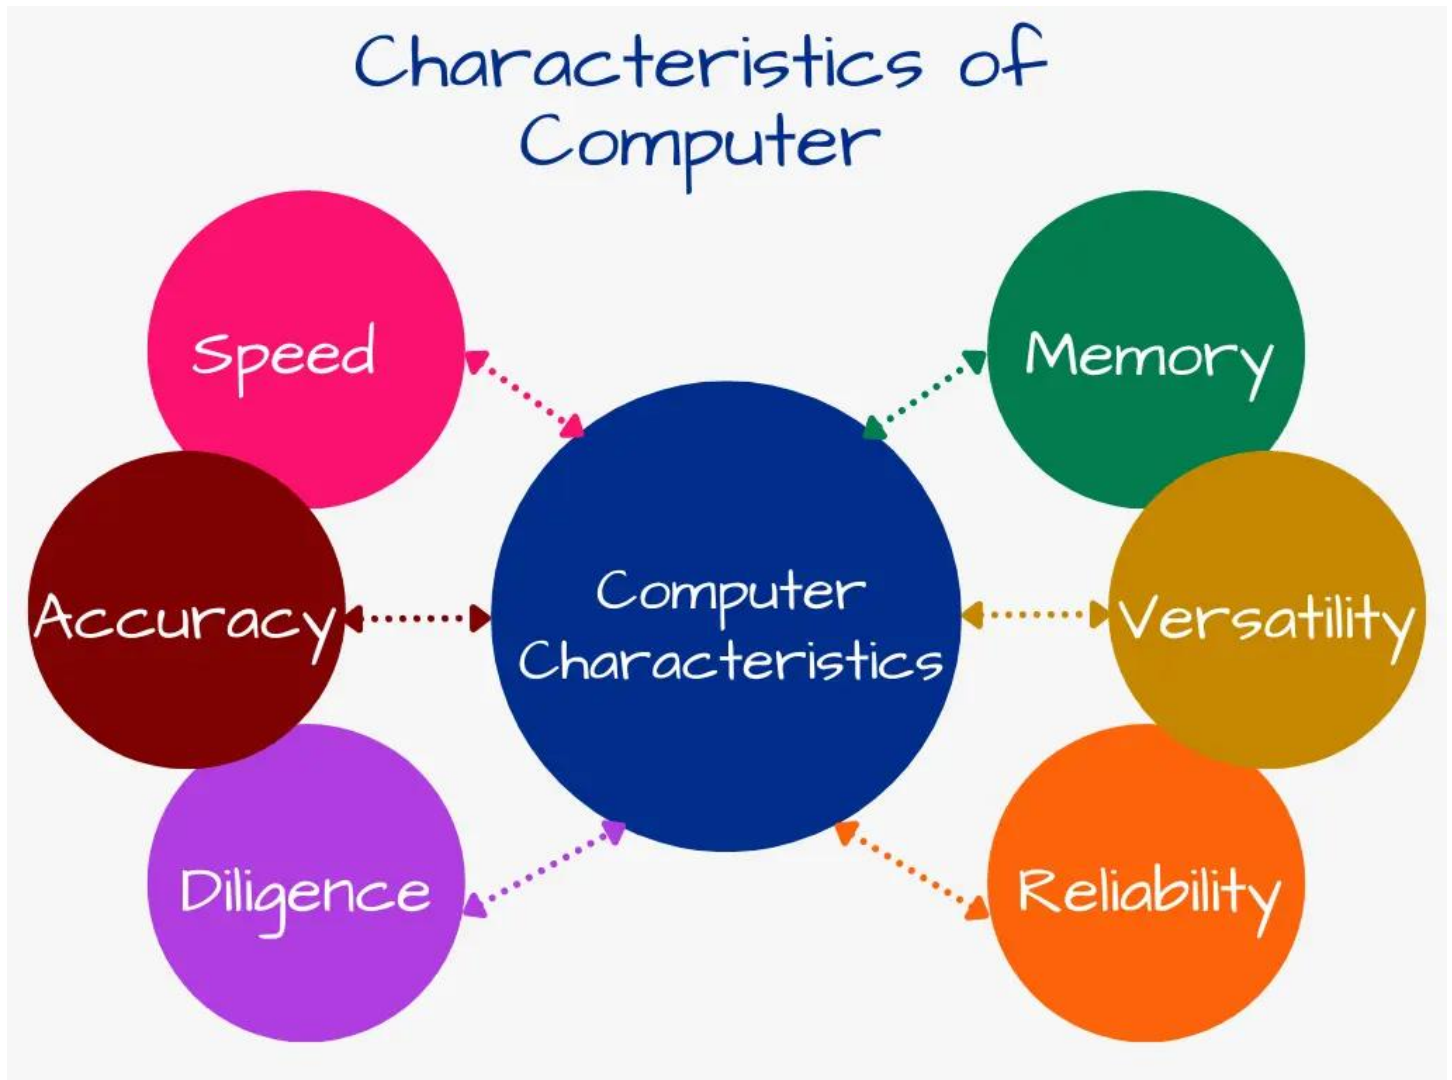 Characteristics of
Computer
Speed
Memory
Accuracy
Computer
Characteristics
Versatility
Diligence
Reliability